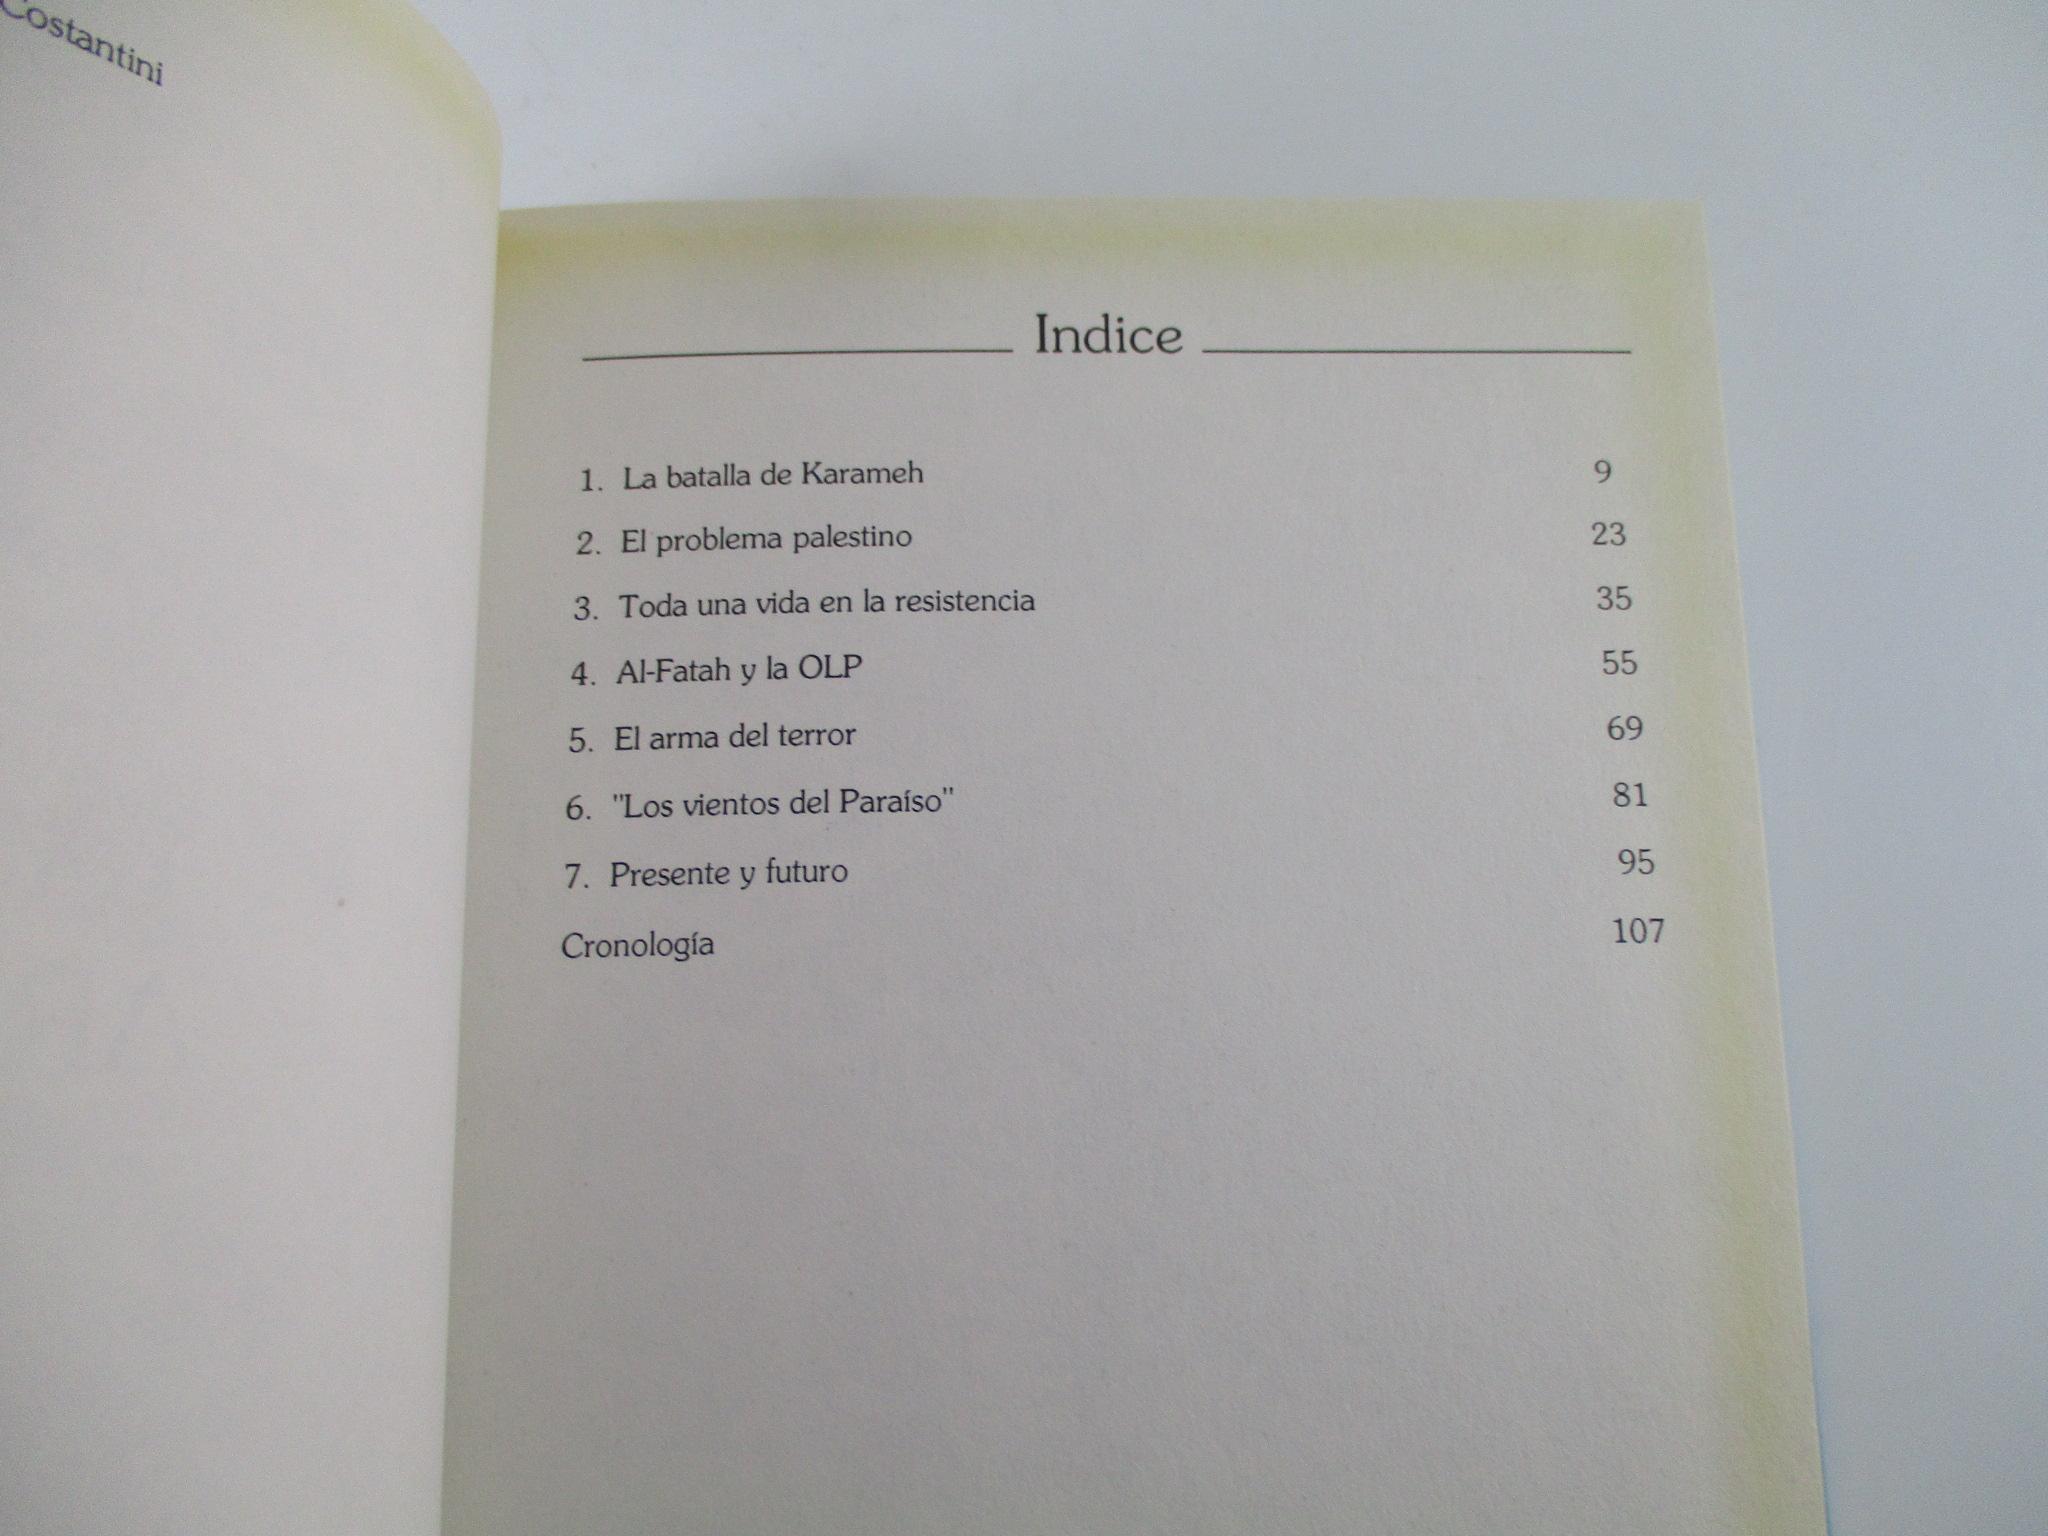 Costantini
Indice
1. La batalla de Karameh 9
2. El problema palestino 23
3. Toda una vida en la resistencia 35
4. Al-Fatah y la OLP 55
5. El arma del terror 69
6. "Los vientos del Paraíso" 81
7. Presente y futuro 95
Cronología 107